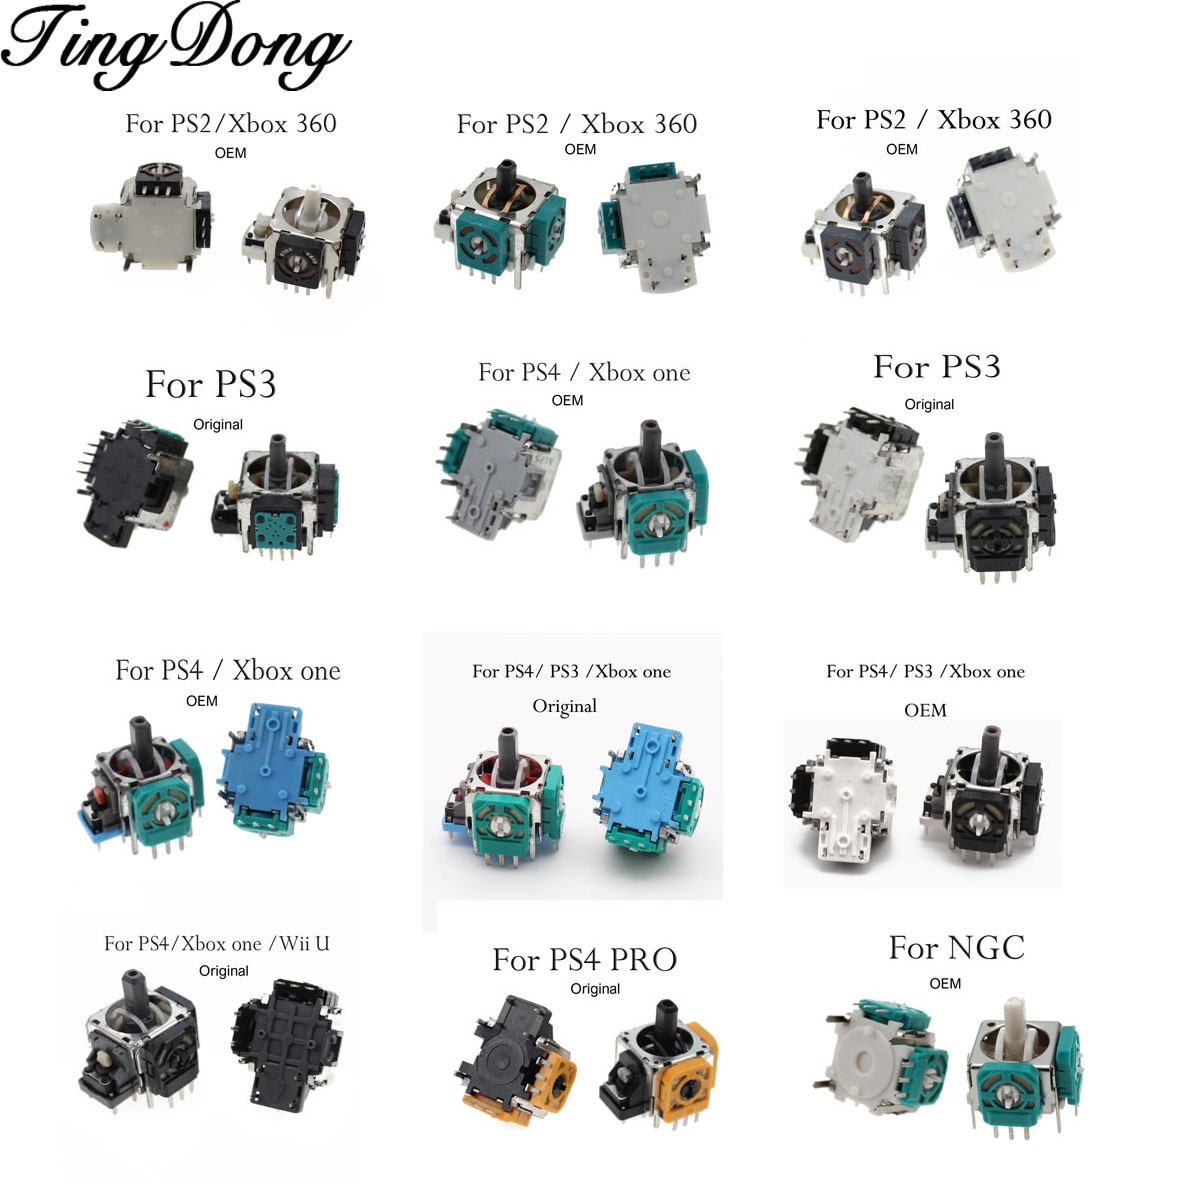 TingDong
For PS2/Xbox 360
OEM
For PS2 / Xbox 360
OEM
For PS2 / Xbox 360
OEM
For PS3
Original
For PS4 / Xbox one
OEM
ALPS
For PS3
Original
For PS4 / Xbox one
OEM
For PS4/ PS3 /Xbox one
Original
For PS4/ PS3 /Xbox one
OEM
For PS4/Xbox one /Wii U
Original
For PS4 PRO
Original
For NGC
OEM